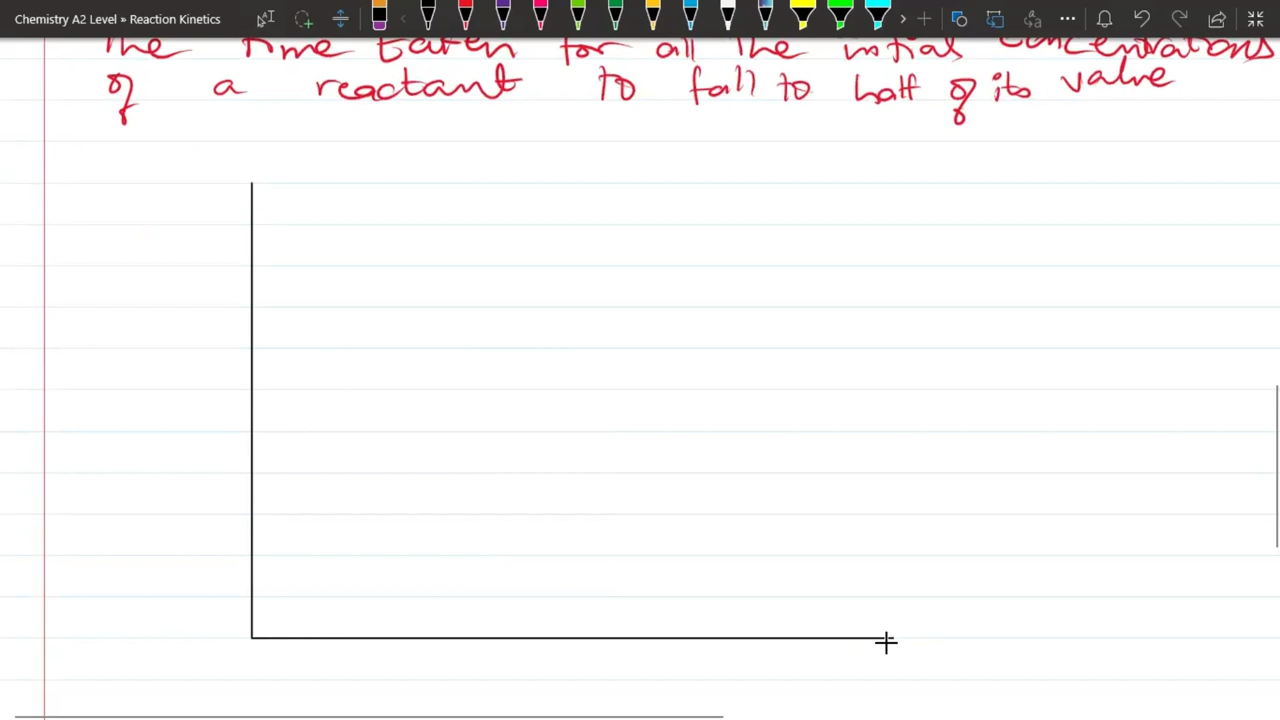 Chemistry A2 Level » Reaction Kinetics
The time taken for all the initial concentrations
of a reactant to fall to half of its value